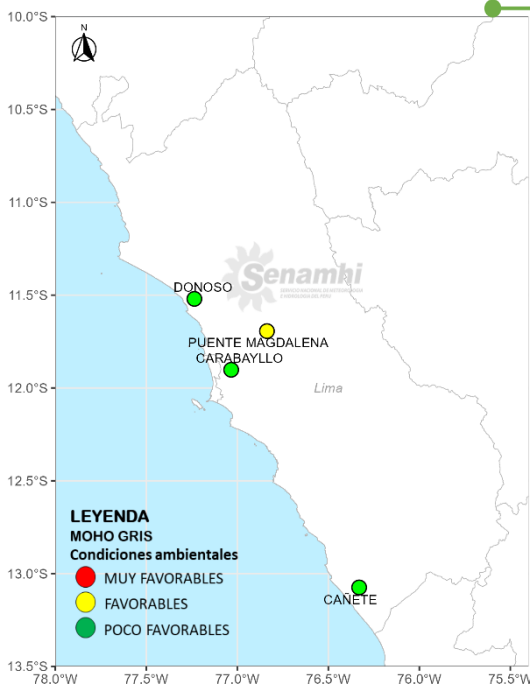 10.0°S
N
10.5°S
11.0°S
Senamhi
DONOSO
11.5°S
PUENTE MAGDALENA
CARABAYLLO
12.0°S
Lima
12.5°S
LEYENDA
MOHO GRIS
Condiciones ambientales
MUY FAVORABLES
FAVORABLES
POCO FAVORABLES
13.0°S
CAÑETE
13.5°S
78.0°W 77.5°W 77.0°W 76.5°W 76.0°W 75.5°W